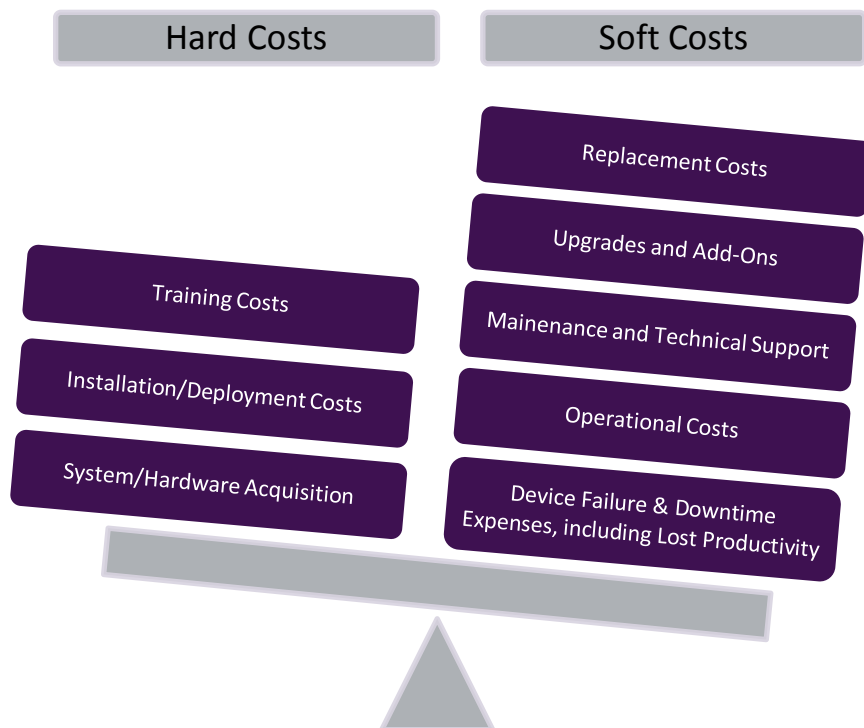 Hard Costs
Soft Costs
Training Costs
Installation/Deployment Costs
System/Hardware Acquisition
Replacement Costs
Upgrades and Add-Ons
Mainenance and Technical Support
Operational Costs
Device Failure & Downtime
Expenses, including Lost Productivity